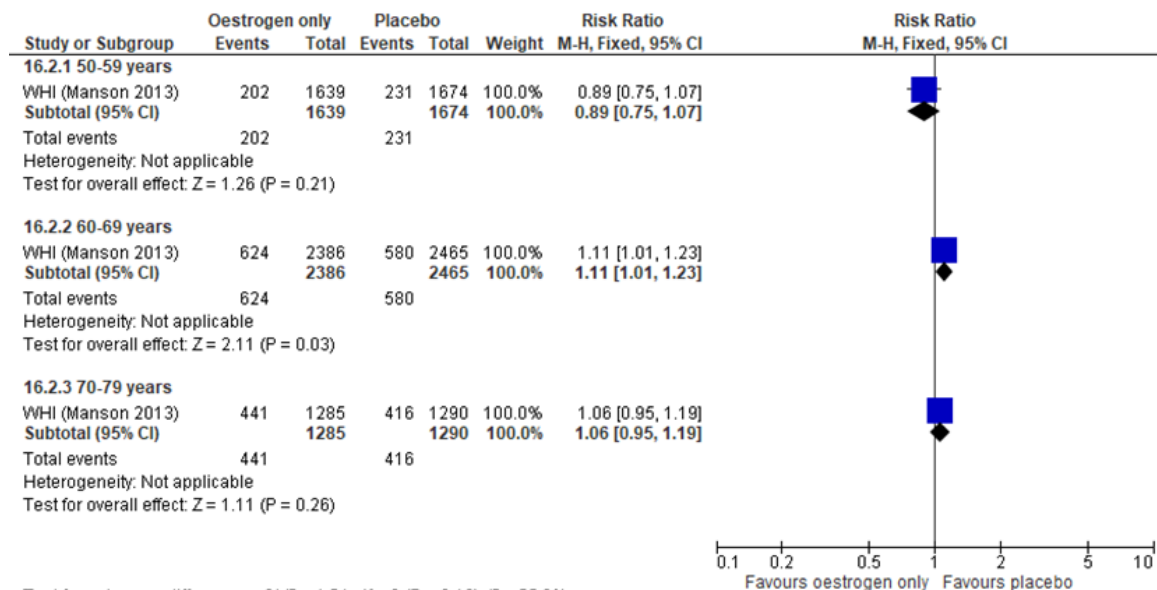 Oestrogen only Placebo Risk Ratio Risk Ratio
Study or Subgroup Events Total Events Total Weight M-H, Fixed, 95% CI M-H, Fixed, 95% CI
16.2.1 50-59 years
WHI (Manson 2013) 202 1639 231 1674 100.0% 0.89 [0.75, 1.07]
Subtotal (95% CI) 1639 1674 100.0% 0.89 [0.75, 1.07]
Total events 202 231
Heterogeneity: Not applicable
Test for overall effect: Z = 1.26 (P = 0.21)
16.2.2 60-69 years
WHI (Manson 2013) 624 2386 580 2465 100.0% 1.11 [1.01, 1.23]
Subtotal (95% CI) 2386 2465 100.0% 1.11 [1.01, 1.23]
Total events 624 580
Heterogeneity: Not applicable
Test for overall effect: Z = 2.11 (P = 0.03)
16.2.3 70-79 years
WHI (Manson 2013) 441 1285 416 1290 100.0% 1.06 [0.95, 1.19]
Subtotal (95% CI) 1285 1290 100.0% 1.06 [0.95, 1.19]
Total events 441 416
Heterogeneity: Not applicable
Test for overall effect: Z = 1.11 (P = 0.26)
0.1 0.2 0.5 1 2 5 10
Favours oestrogen only Favours placebo